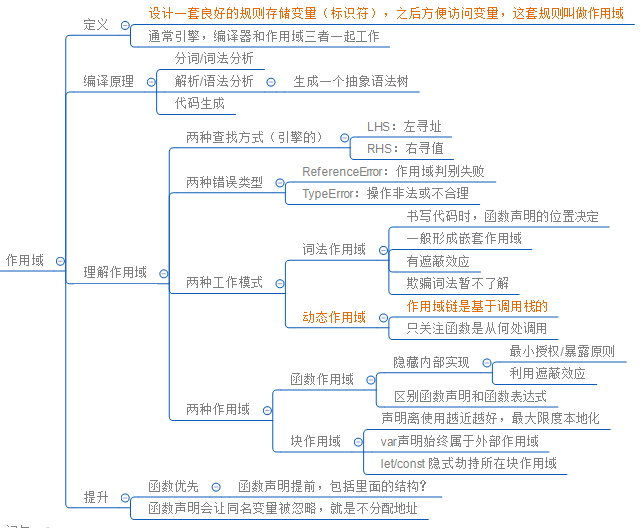 设计一套良好的规则存储变量（标识符），之后方便访问变量，这套规则叫做作用域
定义
通常引擎，编译器和作用域三者一起工作
分词/词法分析
编译原理
解析/语法分析
生成一个抽象语法树
代码生成
LHS：左寻址
两种查找方式（引擎的）
RHS：右寻值
ReferenceError：作用域判别失败
两种错误类型
TypeError：操作非法或不合理
书写代码时，函数声明的位置决定
一般形成嵌套作用域
词法作用域
有遮蔽效应
作用域
理解作用域
欺骗词法暂不了解
两种工作模式
作用域链是基于调用栈的
动态作用域
只关注函数是从何处调用
最小授权/暴露原则
隐藏内部实现
利用遮蔽效应
函数作用域
区别函数声明和函数表达式
两种作用域
声明离使用越近越好，最大限度本地化
块作用域
var声明始终属于外部作用域
let/const 隐式劫持所在块作用域
函数优先
函数声明提前，包括里面的结构？
提升
函数声明会让同名变量被忽略，就是不分配地址